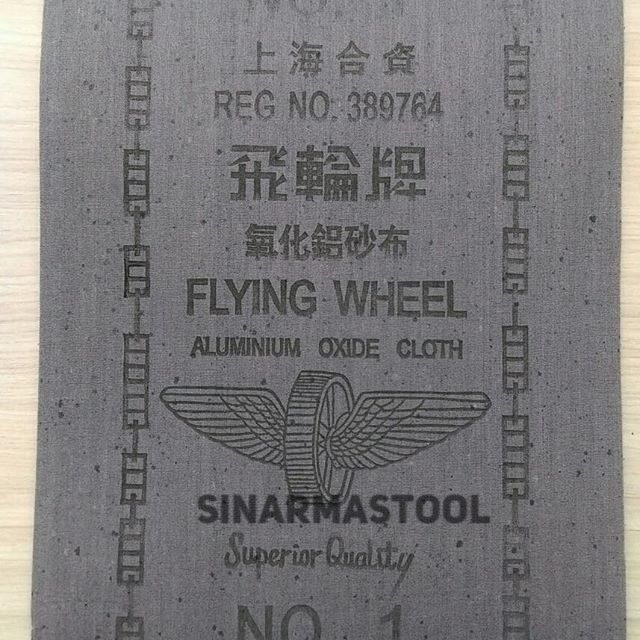 上海合資
REG NO. 389764
飛輪牌
氧化鋁砂布
FLYING WHEEL
ALUMINIUM OXIDE CLOTH
SINARMASTOOL
Superior Quality
NO. 1